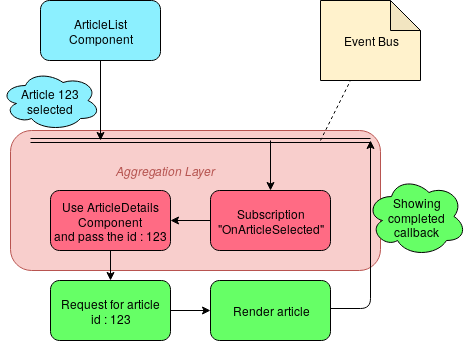 ArticleList
Component
Event Bus
Article 123
selected
Aggregation Layer
Use ArticleDetails
Component
and pass the id : 123
Subscription
"OnArticleSelected"
Showing
completed
callback
Request for article
id : 123
Render article